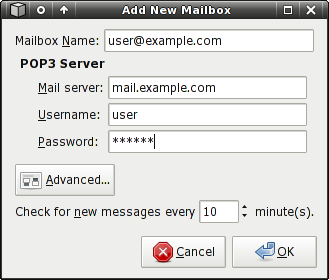 Add New Mailbox
Mailbox Name: user@example.com
POP3 Server
Mail server: mail.example.com
Username: user
Password: ******
Advanced...
Check for new messages every 10 minute(s).
Cancel OK